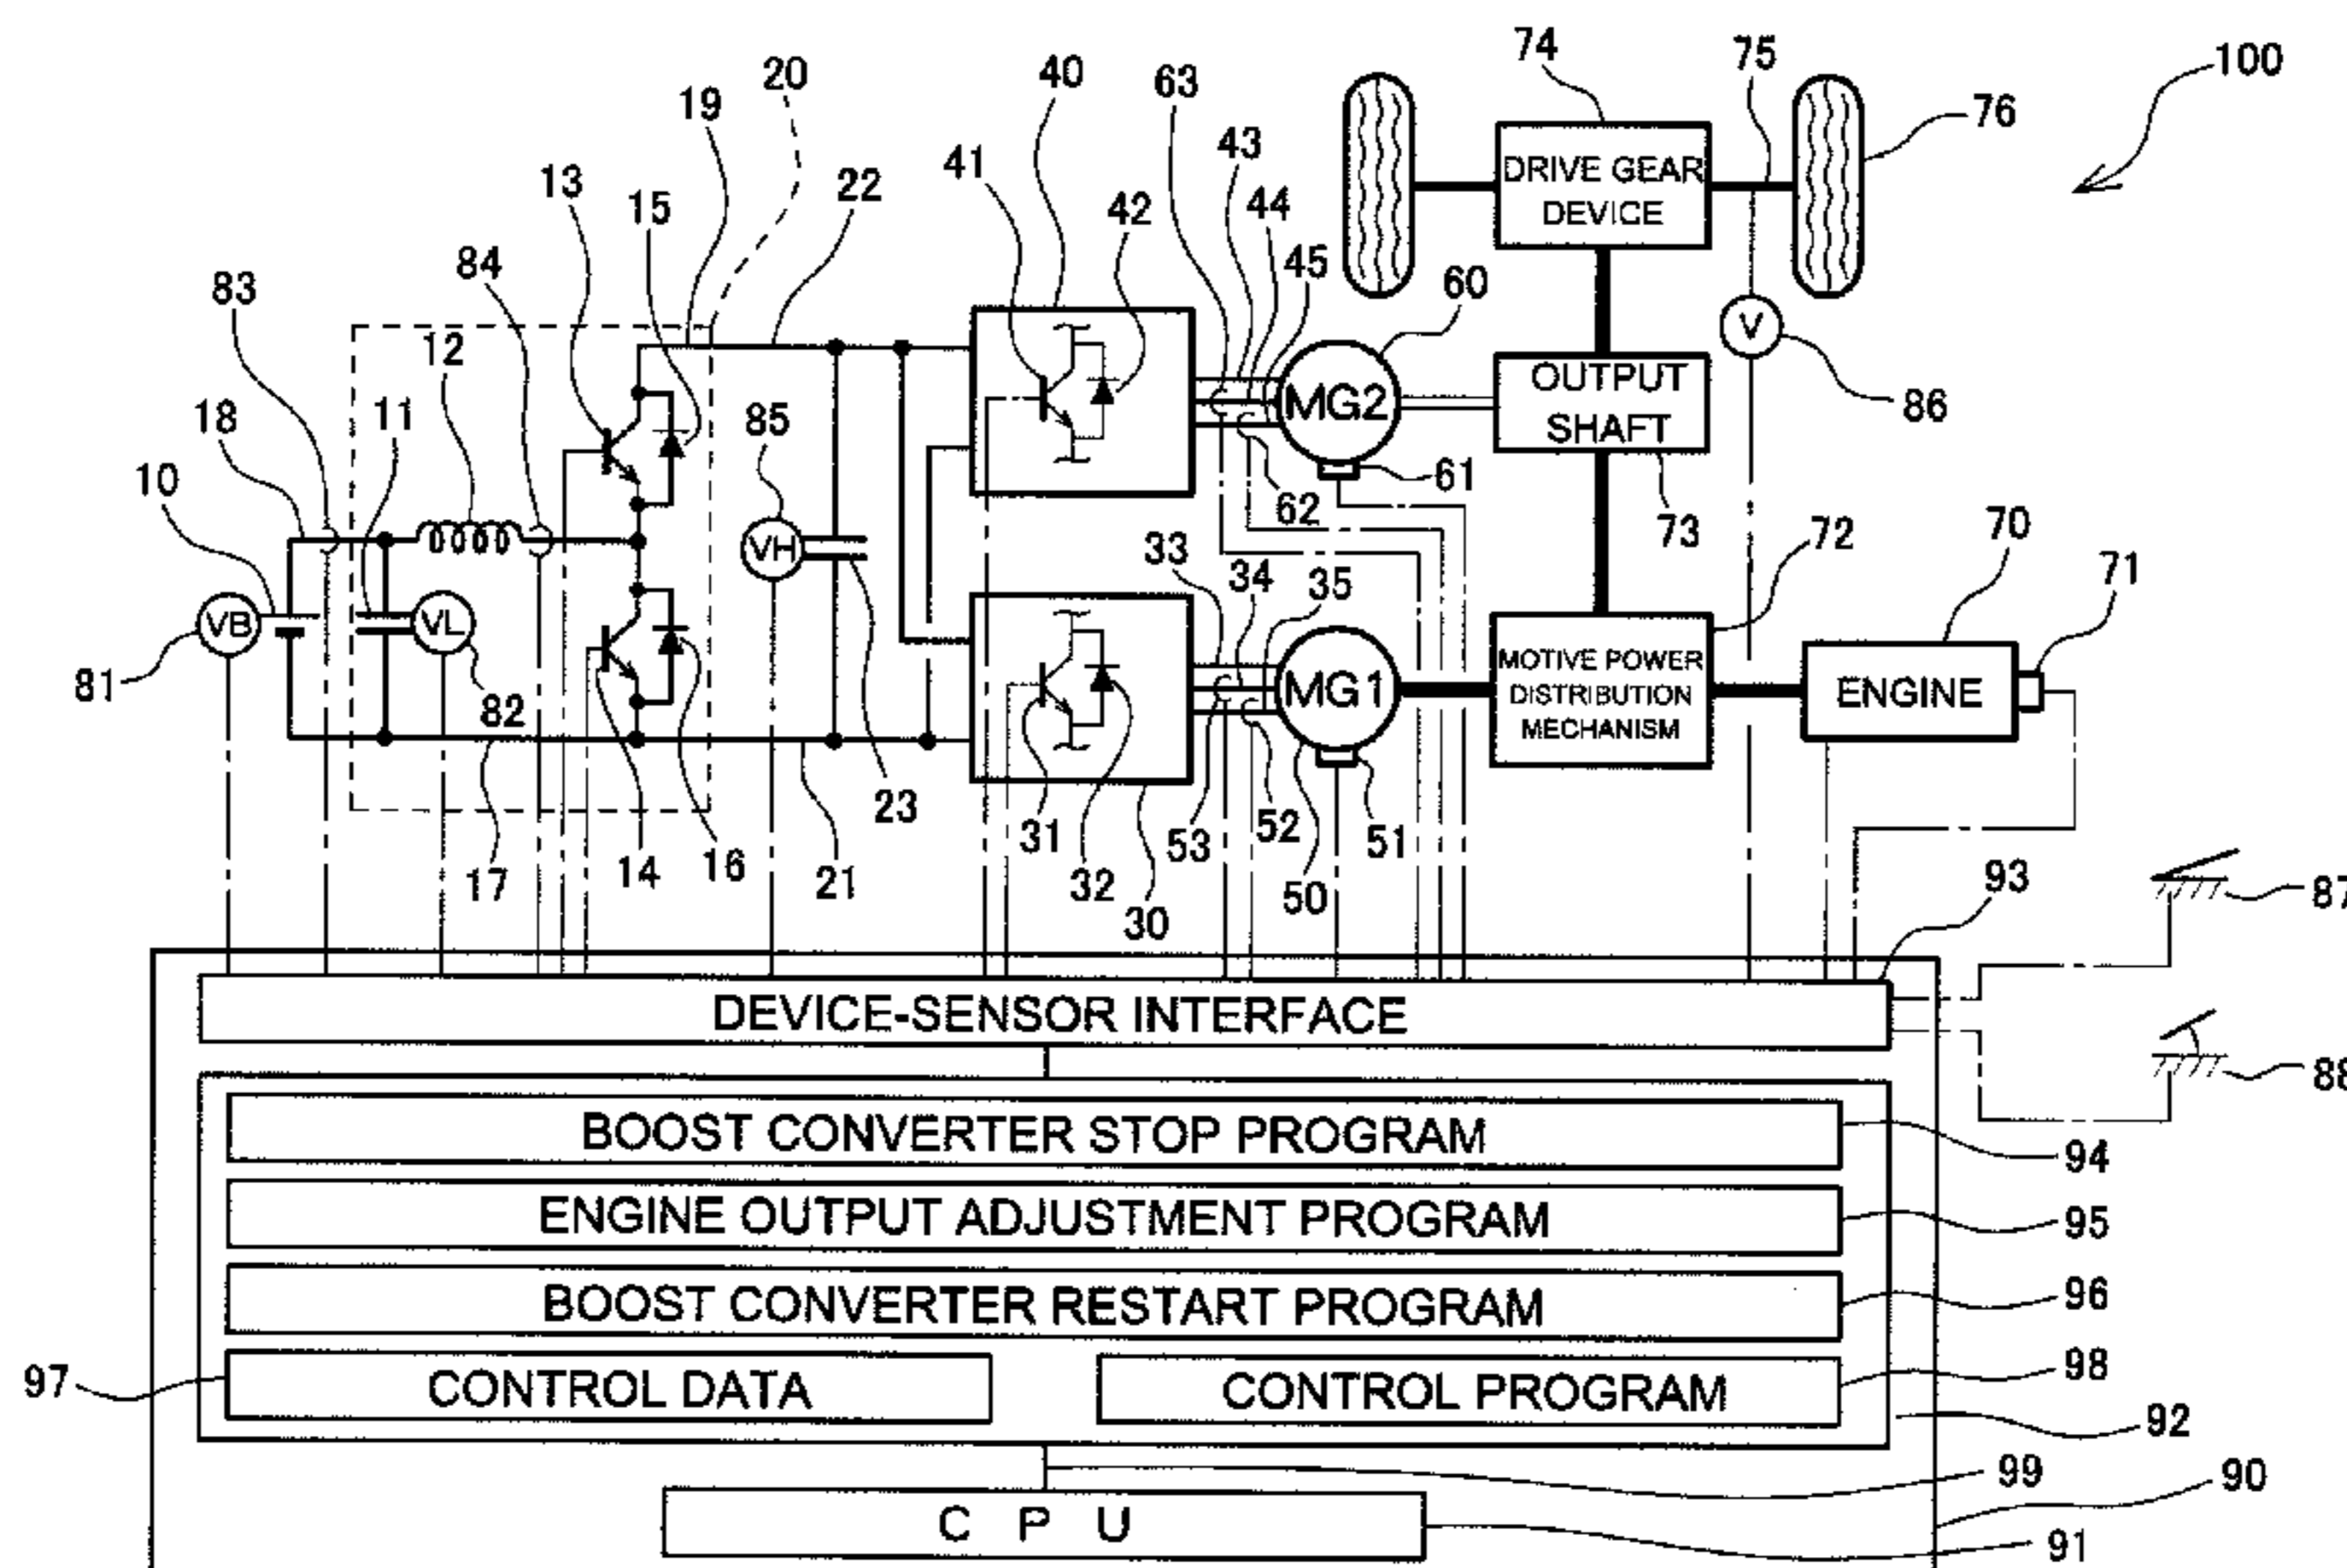 74
75
100
40
63
20
19
76
43
41
13
DRIVE GEAR
DEVICE
15
22
42
44
84
45
60
83
V
12
OUTPUT
SHAFT
MG2
86
18
11
85
61
10
62
73
72
70
VH
33
34
35
71
VB
VL
MOTIVE POWER
DISTRIBUTION
MECHANISM
ENGINE
MG1
81
82
23
31
53
52
51
17
14
16
21
32
50
93
87
30
DEVICE-SENSOR INTERFACE
88
BOOST CONVERTER STOP PROGRAM
94
ENGINE OUTPUT ADJUSTMENT PROGRAM
95
BOOST CONVERTER RESTART PROGRAM
96
97
CONTROL DATA
CONTROL PROGRAM
98
92
99
90
C P U
91